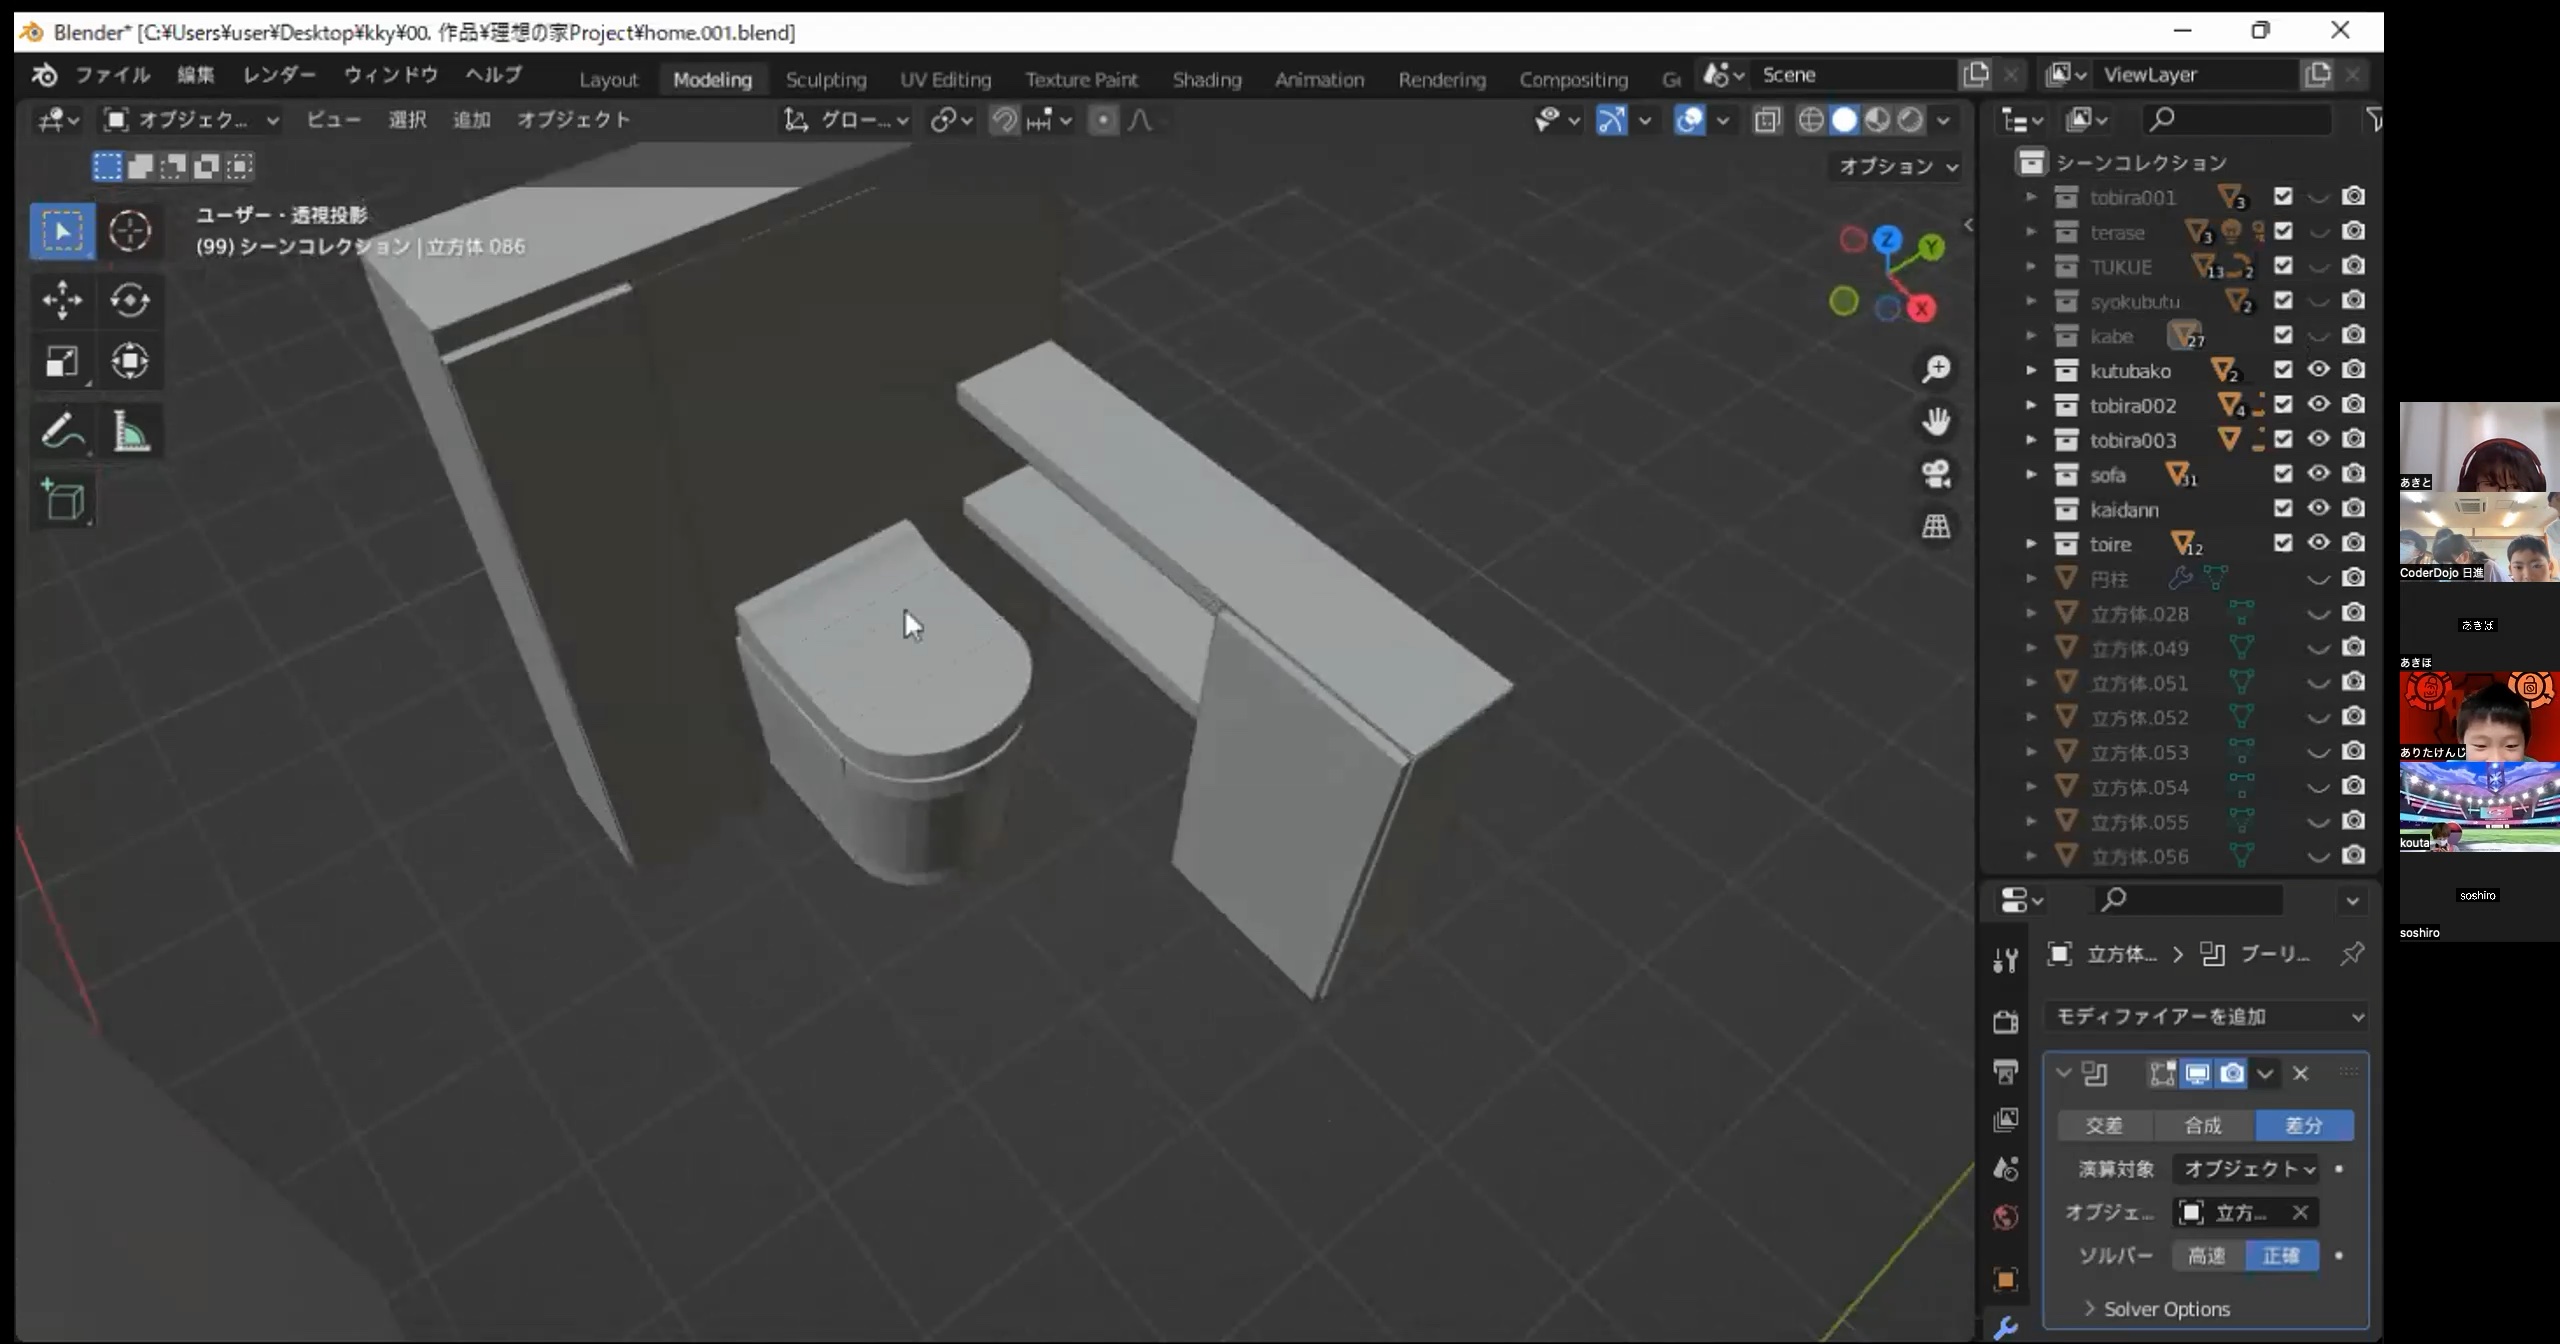 Blender* [C:¥Users¥user¥Desktop¥kky¥00. 作品¥理想の家Project¥home.001.blend]
ファイル 編集 レンダー ウィンドウ ヘルプ Layout Modeling Sculpting UV Editing Texture Paint Shading Animation Rendering Compositing Scene ViewLayer
オブジェク... ビュー 選択 追加 オブジェクト グロー...
オプション
ユーザー・透視投影
(99) シーンコレクション | 立方体 086
Z
Y
X
シーンコレクション
tobira001 3
terase 3
TUKUE 13 2
syokubutu 2
kabe 27
kutubako 2
tobira002 4
tobira003
sofa 31
kaidann
toire 12
円柱
立方体.028
立方体.049
立方体.051
立方体.052
立方体.053
立方体.054
立方体.055
立方体.056
立方体... > ブーリ...
モディファイアーを追加
交差 合成 差分
演算対象 オブジェクト
オブジェ... 立方...
ソルバー 高速 正確
Solver Options
あきと
CoderDojo 日進
あきば
あきほ
ありたけんじ
kouta
soshiro
soshiro